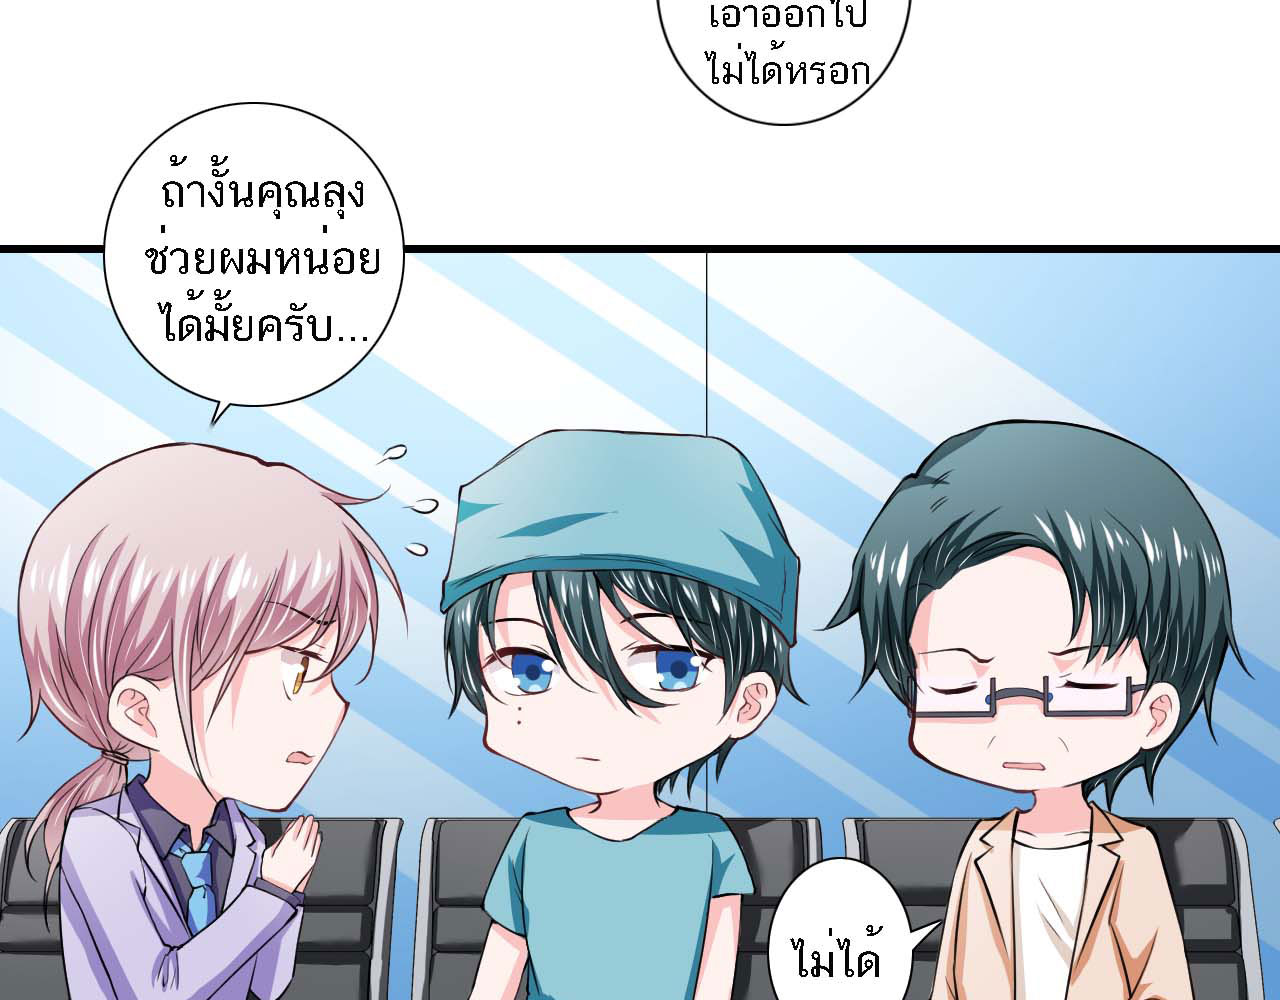 เอาออกไป
ไม่ได้หรอก
ถ้างั้นคุณลุง
ช่วยผมหน่อย
ได้มั้ยครับ...
ไม่ได้